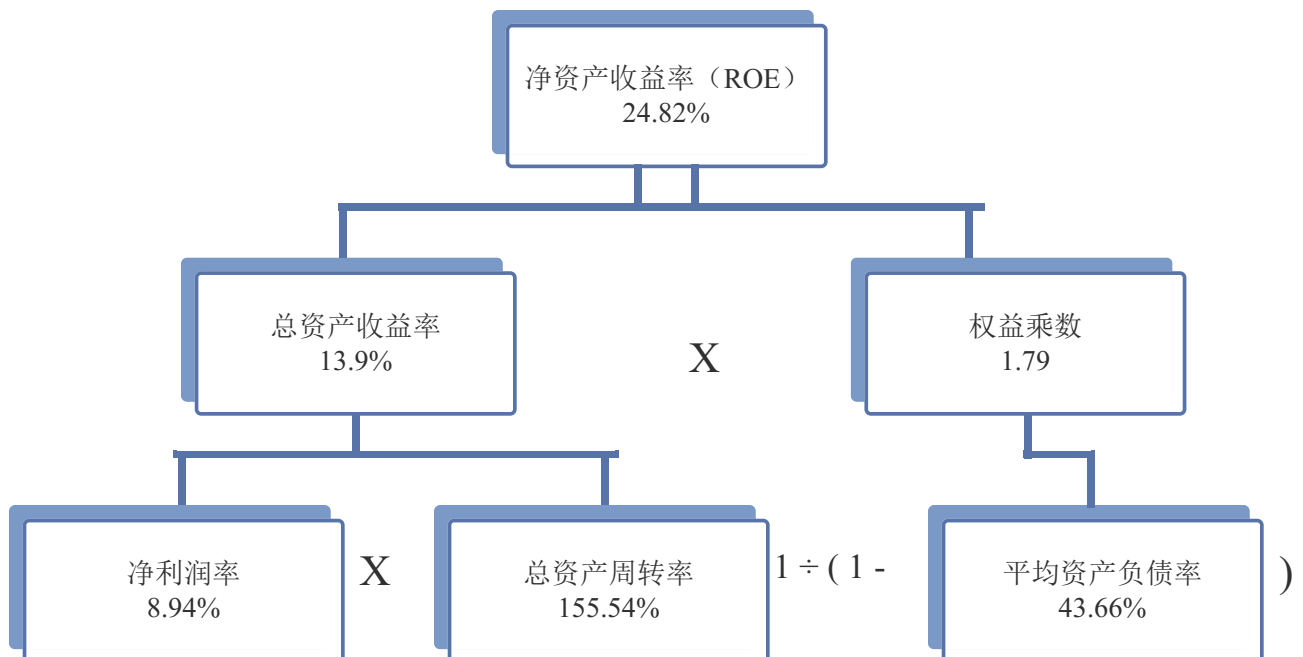 净资产收益率（ROE）
24.82%
总资产收益率
13.9%
X
权益乘数
1.79
净利润率
8.94%
X
总资产周转率
155.54%
1 ÷ ( 1 -
平均资产负债率
43.66%
)